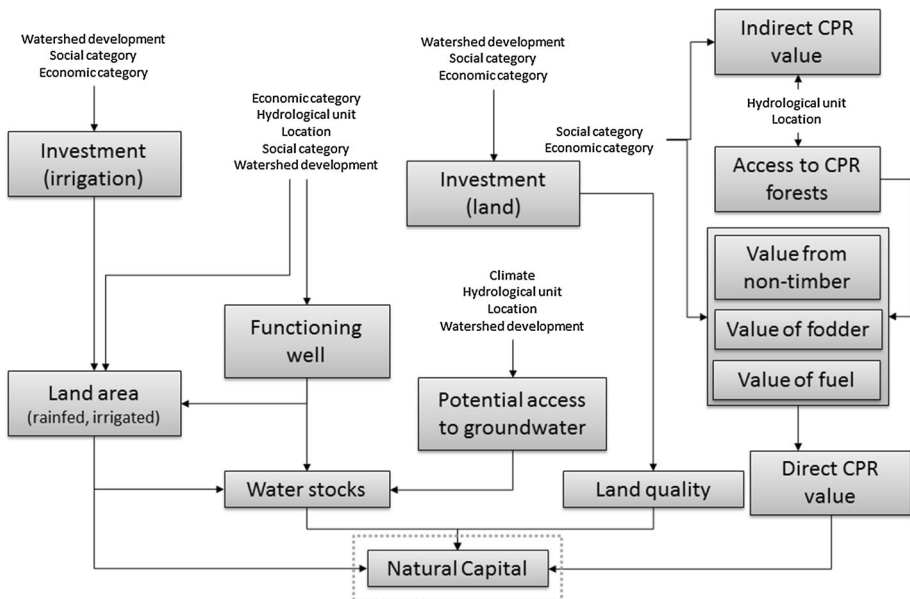 Watershed development
Social category
Economic category
Investment
(irrigation)
Economic category
Hydrological unit
Location
Social category
Watershed development
Watershed development
Social category
Economic category
Investment
(land)
Social category
Economic category
Indirect CPR
value
Hydrological unit
Location
Access to CPR
forests
Value from
non-timber
Value of fodder
Value of fuel
Climate
Hydrological unit
Location
Watershed development
Functioning
well
Land area
(rainfed, irrigated)
Potential access
to groundwater
Water stocks
Land quality
Direct CPR
value
Natural Capital